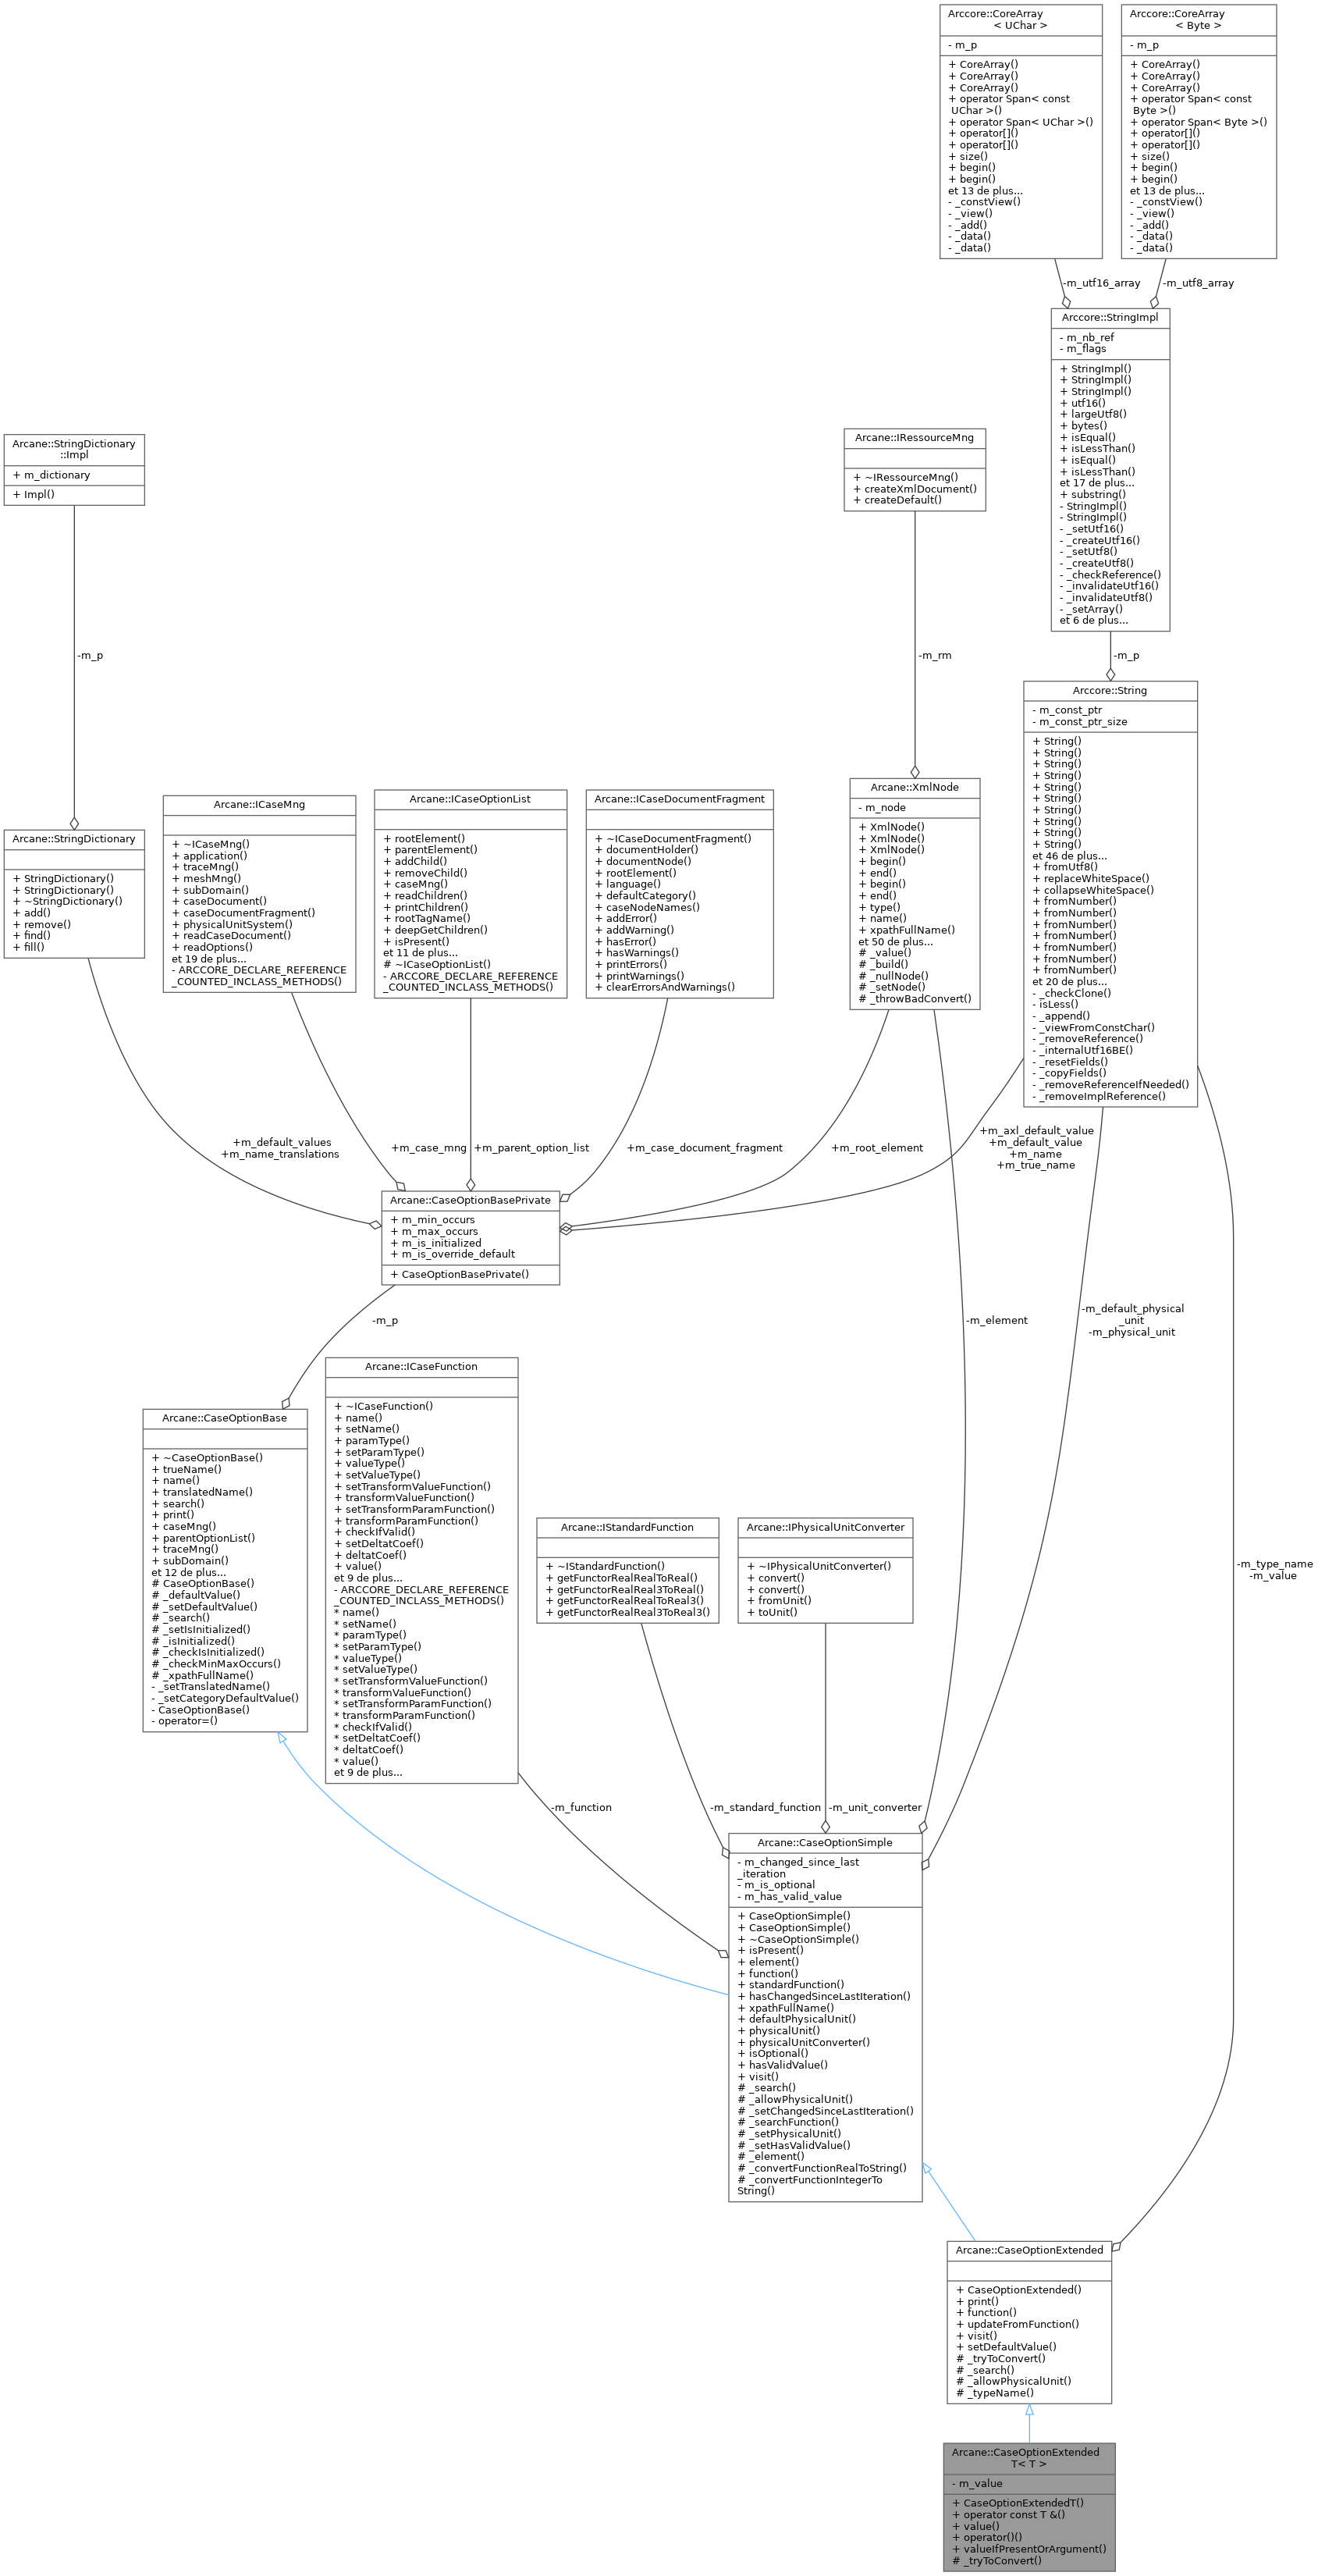 Arccore::CoreArray
< UChar >
- m_p
+ CoreArray()
+ CoreArray()
+ CoreArray()
+ operator Span< const
UChar >()
+ operator Span< UChar >()
+ operator[]()
+ operator[]()
+ size()
+ begin()
+ begin()
et 13 de plus...
- _constView()
- _view()
- _add()
- _data()
- _data()
Arccore::CoreArray
< Byte >
- m_p
+ CoreArray()
+ CoreArray()
+ CoreArray()
+ operator Span< const
Byte >()
+ operator Span< Byte >()
+ operator[]()
+ operator[]()
+ size()
+ begin()
+ begin()
et 13 de plus...
- _constView()
- _view()
- _add()
- _data()
- _data()
-m_utf16_array
-m_utf8_array
Arccore::StringImpl
- m_nb_ref
- m_flags
+ StringImpl()
+ StringImpl()
+ StringImpl()
+ utf16()
+ largeUtf8()
+ bytes()
+ isEqual()
+ isLessThan()
+ isEqual()
+ isLessThan()
et 17 de plus...
+ substring()
- StringImpl()
- StringImpl()
- _setUtf16()
- _createUtf16()
- _setUtf8()
- _createUtf8()
- _checkReference()
- _invalidateUtf16()
- _invalidateUtf8()
- _setArray()
et 6 de plus...
Arcane::StringDictionary
::Impl
+ m_dictionary
+ Impl()
Arcane::IRessourceMng
+ ~IRessourceMng()
+ createXmlDocument()
+ createDefault()
-m_p
-m_rm
-m_p
Arccore::String
- m_const_ptr
- m_const_ptr_size
+ String()
+ String()
+ String()
+ String()
+ String()
+ String()
+ String()
+ String()
+ String()
+ String()
et 46 de plus...
+ fromUtf8()
+ replaceWhiteSpace()
+ collapseWhiteSpace()
+ fromNumber()
+ fromNumber()
+ fromNumber()
+ fromNumber()
+ fromNumber()
+ fromNumber()
+ fromNumber()
et 20 de plus...
- _checkClone()
- isLess()
- _append()
- _viewFromConstChar()
- _removeReference()
- _internalUtf16BE()
- _resetFields()
- _copyFields()
- _removeReferenceIfNeeded()
- _removeImplReference()
Arcane::StringDictionary
+ StringDictionary()
+ StringDictionary()
+ ~StringDictionary()
+ add()
+ remove()
+ find()
+ fill()
Arcane::ICaseMng
+ ~ICaseMng()
+ application()
+ traceMng()
+ meshMng()
+ subDomain()
+ caseDocument()
+ caseDocumentFragment()
+ physicalUnitSystem()
+ readCaseDocument()
+ readOptions()
et 19 de plus...
- ARCCORE_DECLARE_REFERENCE
_COUNTED_INCLASS_METHODS()
Arcane::ICaseOptionList
+ rootElement()
+ parentElement()
+ addChild()
+ removeChild()
+ caseMng()
+ readChildren()
+ printChildren()
+ rootTagName()
+ deepGetChildren()
+ isPresent()
et 11 de plus...
# ~ICaseOptionList()
- ARCCORE_DECLARE_REFERENCE
_COUNTED_INCLASS_METHODS()
Arcane::ICaseDocumentFragment
+ ~ICaseDocumentFragment()
+ documentHolder()
+ documentNode()
+ rootElement()
+ language()
+ defaultCategory()
+ caseNodeNames()
+ addError()
+ addWarning()
+ hasError()
+ hasWarnings()
+ printErrors()
+ printWarnings()
+ clearErrorsAndWarnings()
Arcane::XmlNode
- m_node
+ XmlNode()
+ XmlNode()
+ XmlNode()
+ begin()
+ end()
+ begin()
+ end()
+ type()
+ name()
+ xpathFullName()
et 50 de plus...
# _value()
# _build()
# _nullNode()
# _setNode()
# _throwBadConvert()
+m_default_values
+m_name_translations
+m_case_mng
+m_parent_option_list
+m_case_document_fragment
+m_root_element
+m_axl_default_value
+m_default_value
+m_name
+m_true_name
Arcane::CaseOptionBasePrivate
+ m_min_occurs
+ m_max_occurs
+ m_is_initialized
+ m_is_override_default
+ CaseOptionBasePrivate()
-m_p
-m_element
-m_default_physical
_unit
-m_physical_unit
Arcane::CaseOptionBase
+ ~CaseOptionBase()
+ trueName()
+ name()
+ translatedName()
+ search()
+ print()
+ caseMng()
+ parentOptionList()
+ traceMng()
+ subDomain()
et 12 de plus...
# CaseOptionBase()
# _defaultValue()
# _setDefaultValue()
# _search()
# _setIsInitialized()
# _isInitialized()
# _checkIsInitialized()
# _checkMinMaxOccurs()
# _xpathFullName()
- _setTranslatedName()
- _setCategoryDefaultValue()
- CaseOptionBase()
- operator=()
Arcane::ICaseFunction
+ ~ICaseFunction()
+ name()
+ setName()
+ paramType()
+ setParamType()
+ valueType()
+ setValueType()
+ setTransformValueFunction()
+ transformValueFunction()
+ setTransformParamFunction()
+ transformParamFunction()
+ checkIfValid()
+ setDeltatCoef()
+ deltatCoef()
+ value()
et 9 de plus...
- ARCCORE_DECLARE_REFERENCE
_COUNTED_INCLASS_METHODS()
* name()
* setName()
* paramType()
* setParamType()
* valueType()
* setValueType()
* setTransformValueFunction()
* transformValueFunction()
* setTransformParamFunction()
* transformParamFunction()
* checkIfValid()
* setDeltatCoef()
* deltatCoef()
* value()
et 9 de plus...
Arcane::IStandardFunction
+ ~IStandardFunction()
+ getFunctorRealRealToReal()
+ getFunctorRealReal3ToReal()
+ getFunctorRealRealToReal3()
+ getFunctorRealReal3ToReal3()
Arcane::IPhysicalUnitConverter
+ ~IPhysicalUnitConverter()
+ convert()
+ convert()
+ fromUnit()
+ toUnit()
-m_type_name
-m_value
-m_function
-m_standard_function
-m_unit_converter
Arcane::CaseOptionSimple
- m_changed_since_last
_iteration
- m_is_optional
- m_has_valid_value
+ CaseOptionSimple()
+ CaseOptionSimple()
+ ~CaseOptionSimple()
+ isPresent()
+ element()
+ function()
+ standardFunction()
+ hasChangedSinceLastIteration()
+ xpathFullName()
+ defaultPhysicalUnit()
+ physicalUnit()
+ physicalUnitConverter()
+ isOptional()
+ hasValidValue()
+ visit()
# _search()
# _allowPhysicalUnit()
# _setChangedSinceLastIteration()
# _searchFunction()
# _setPhysicalUnit()
# _setHasValidValue()
# _element()
# _convertFunctionRealToString()
# _convertFunctionIntegerTo
String()
Arcane::CaseOptionExtended
+ CaseOptionExtended()
+ print()
+ function()
+ updateFromFunction()
+ visit()
+ setDefaultValue()
# _tryToConvert()
# _search()
# _allowPhysicalUnit()
# _typeName()
Arcane::CaseOptionExtended
T< T >
- m_value
+ CaseOptionExtendedT()
+ operator const T &()
+ value()
+ operator()()
+ valueIfPresentOrArgument()
# _tryToConvert()